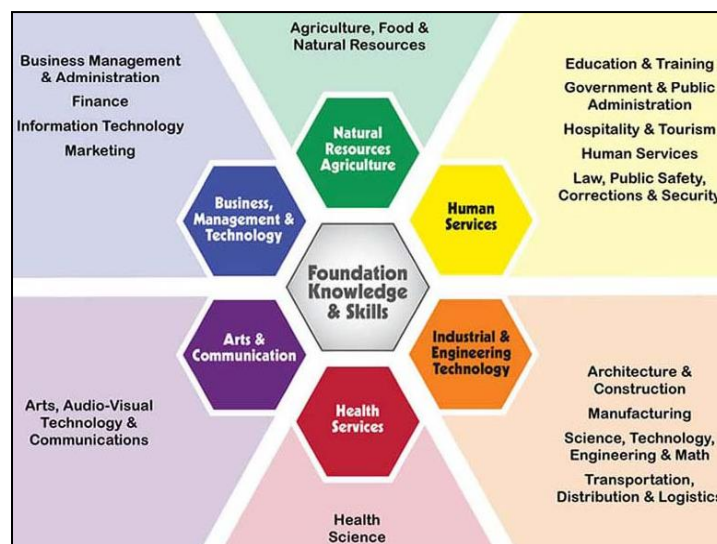 Agriculture, Food &
Natural Resources
Business Management
& Administration
Finance
Information Technology
Marketing
Education & Training
Government & Public
Administration
Hospitality & Tourism
Human Services
Law, Public Safety,
Corrections & Security
Natural
Resources
Agriculture
Business,
Management &
Technology
Human
Services
Foundation
Knowledge
& Skills
Arts &
Communication
Industrial &
Engineering
Technology
Health
Services
Arts, Audio-Visual
Technology &
Communications
Architecture &
Construction
Manufacturing
Science, Technology,
Engineering & Math
Transportation,
Distribution & Logistics
Health
Science